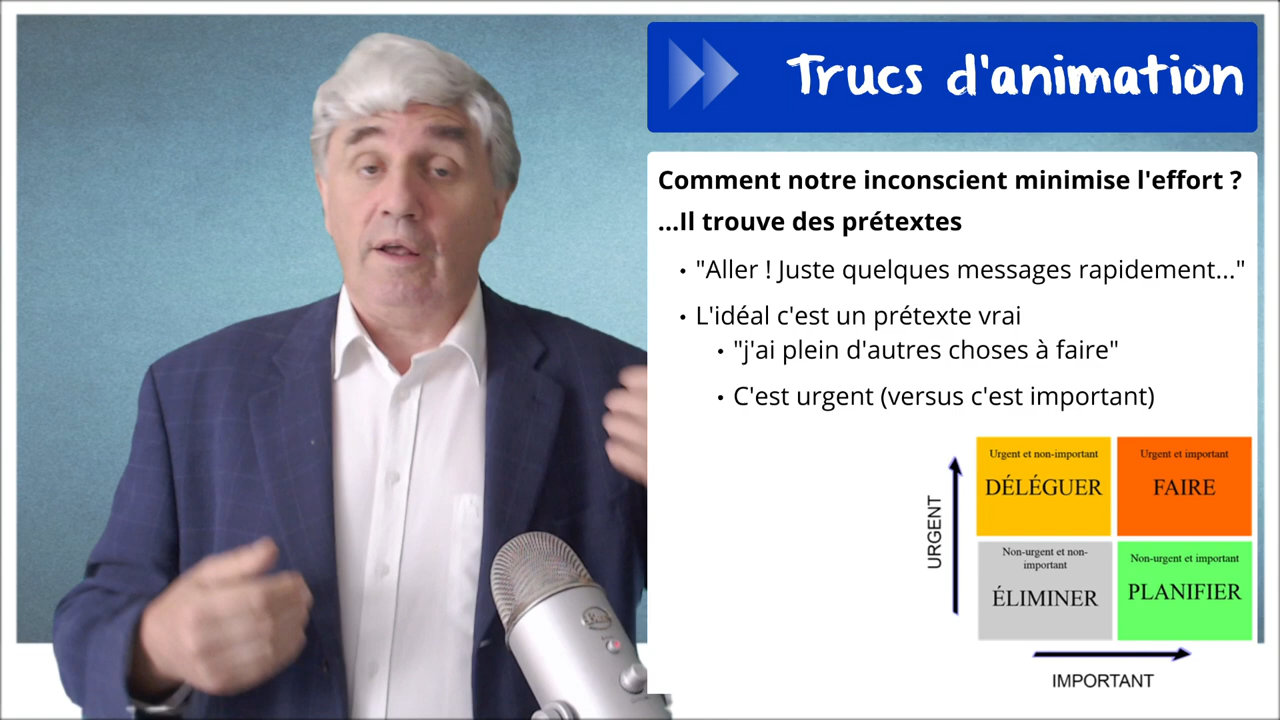 Trucs d'animation
Comment notre inconscient minimise l'effort ?
...Il trouve des prétextes
• "Aller ! Juste quelques messages rapidement..."
• L'idéal c'est un prétexte vrai
• "j'ai plein d'autres choses à faire"
• C'est urgent (versus c'est important)
URGENT
Urgent et non-important
DÉLÉGUER
Urgent et important
FAIRE
Non-urgent et non-
important
ÉLIMINER
Non-urgent et important
PLANIFIER
IMPORTANT